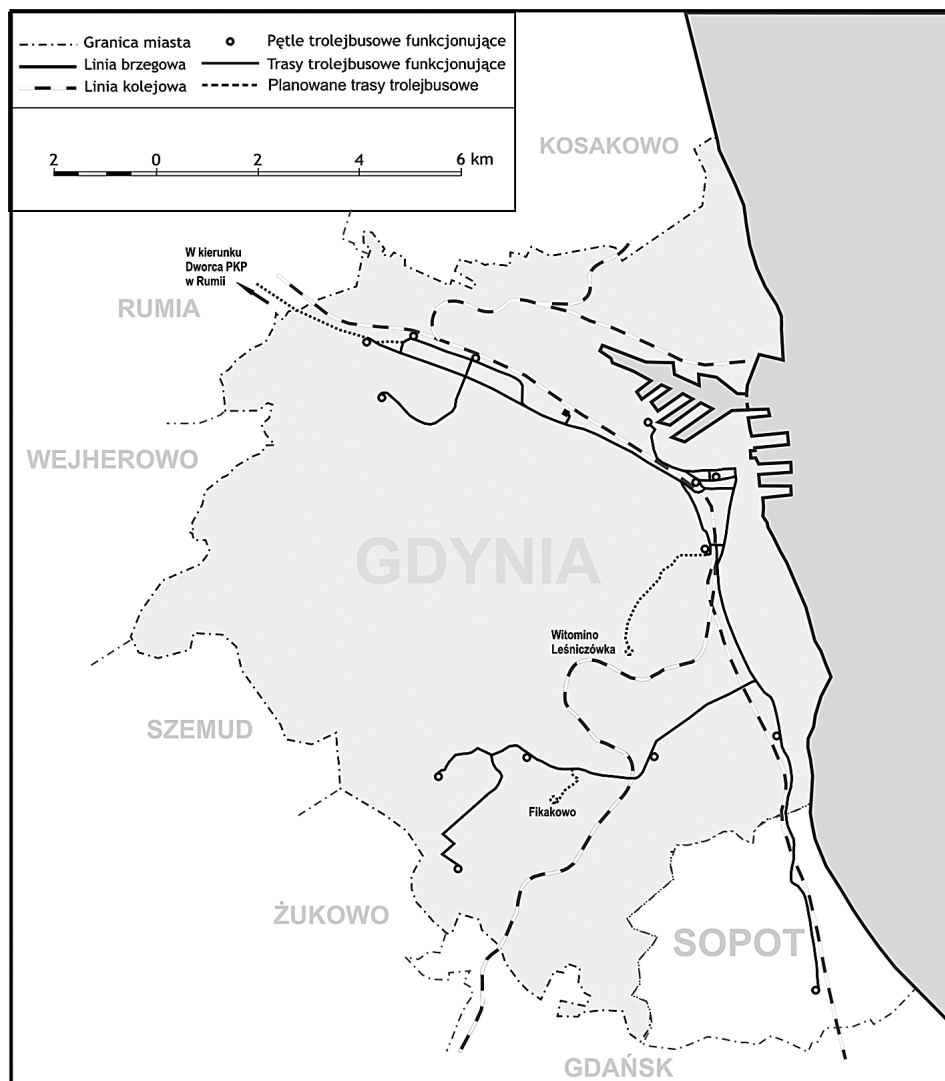 Granica miasta
Pętle trolejbusowe funkcjonujące
Linia brzegowa
Trasy trolejbusowe funkcjonujące
Linia kolejowa
Planowane trasy trolejbusowe
2 0 2 4 6 km
KOSAKOWO
W kierunku
Dworca PKP
w Rumii
RUMIA
WEJHEROWO
GDYNIA
Witomino
Leśniczówka
SZEMUD
Fikakowo
ŻUKOWO
SOPOT
GDAŃSK